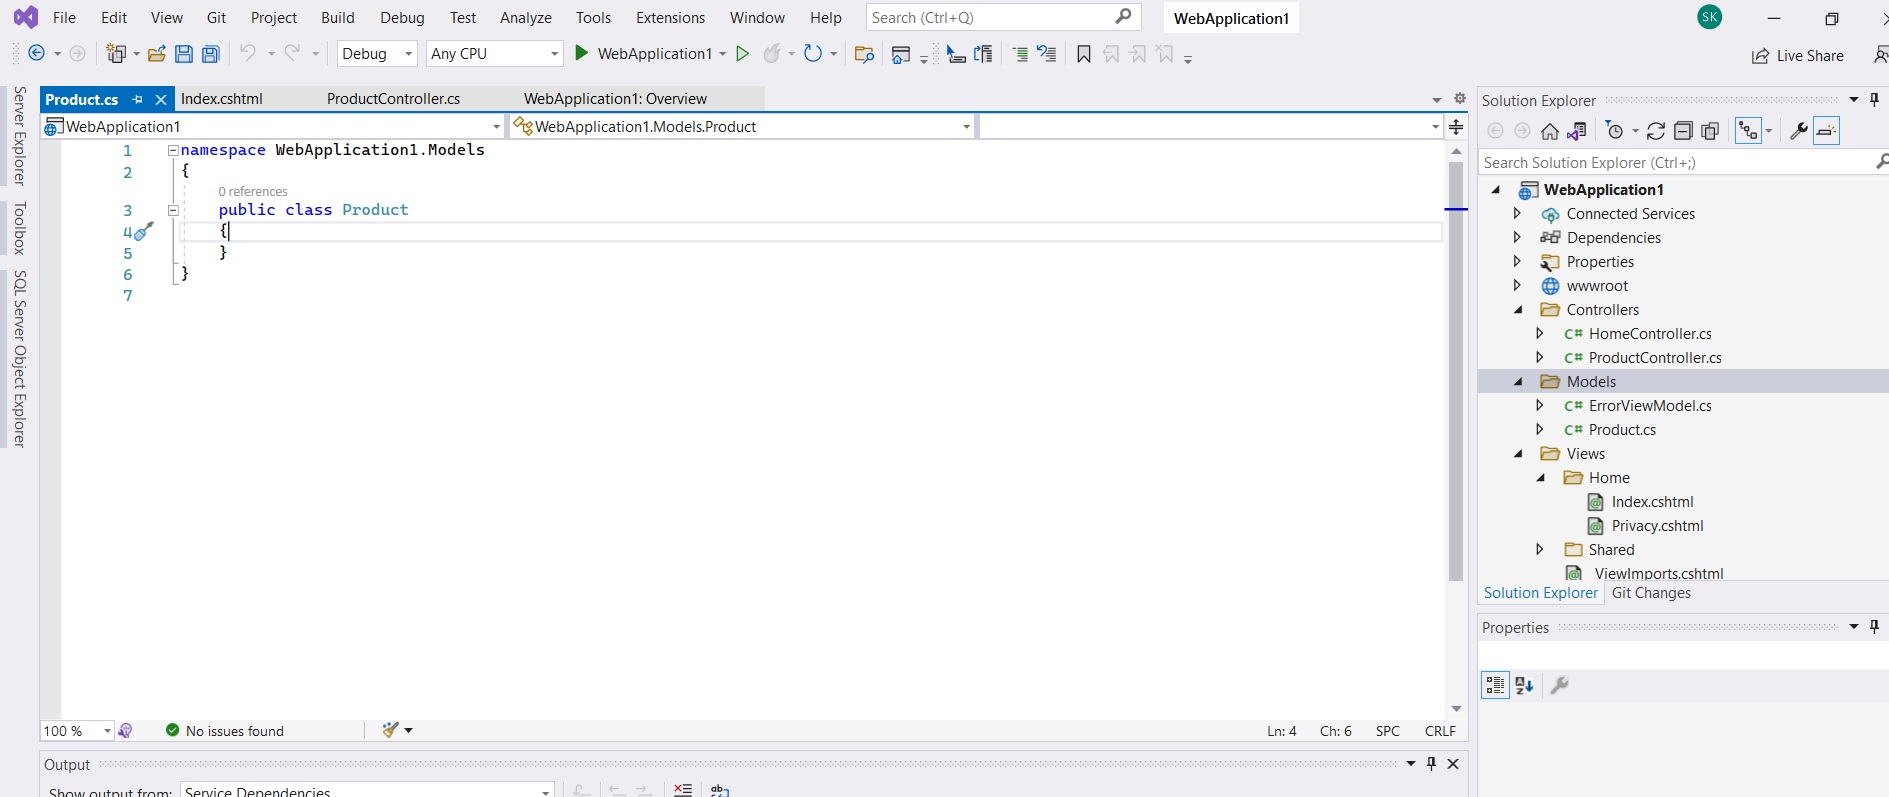 File Edit View Git Project Build Debug Test Analyze Tools Extensions Window Help Search (Ctrl+Q) WebApplication1 SK
Debug Any CPU WebApplication1 Live Share
Server Explorer
Toolbox
SQL Server Object Explorer
Product.cs Index.cshtml ProductController.cs WebApplication1: Overview
WebApplication1 WebApplication1.Models.Product
1 namespace WebApplication1.Models
2 {
0 references
3 public class Product
4 {
5 }
6 }
7
100 % No issues found Ln: 4 Ch: 6 SPC CRLF
Output
Show output from: Service Dependencies
Solution Explorer
Search Solution Explorer (Ctrl+;)
WebApplication1
Connected Services
Dependencies
Properties
wwwroot
Controllers
C# HomeController.cs
C# ProductController.cs
Models
C# ErrorViewModel.cs
C# Product.cs
Views
Home
Index.cshtml
Privacy.cshtml
Shared
ViewImports.cshtml
Solution Explorer Git Changes
Properties